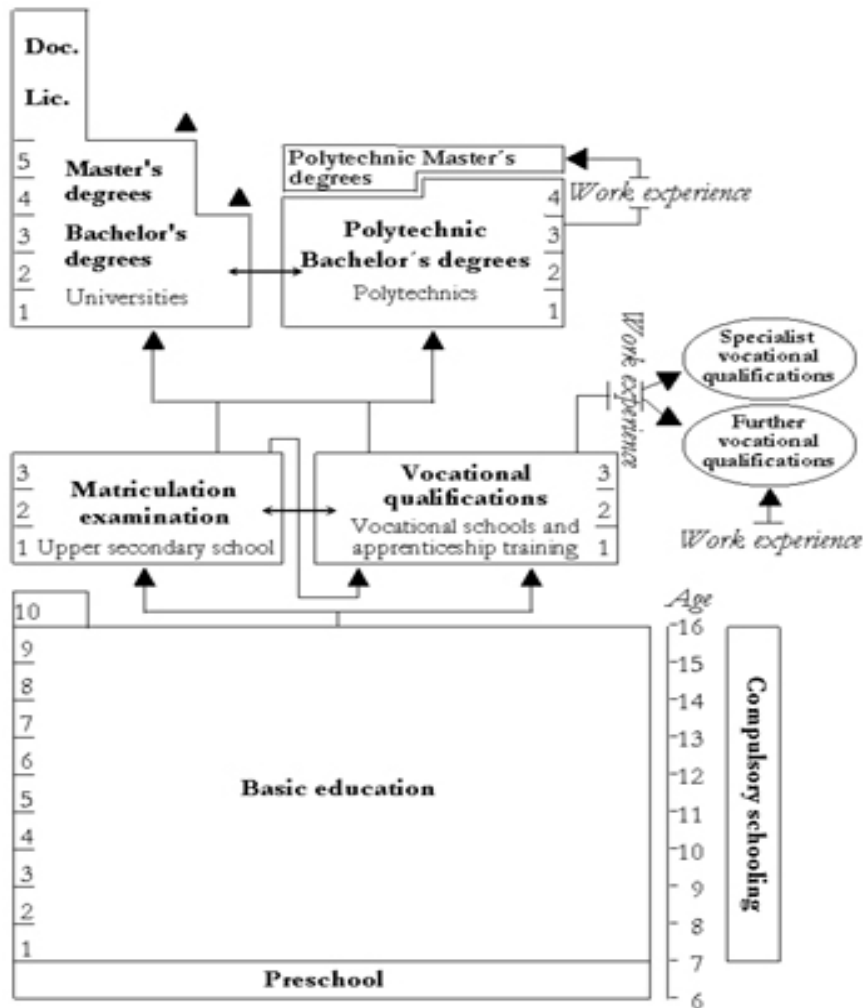 Doc.
Lic.
5
4
3
2
1
Master's
degrees
Bachelor's
degrees
Universities
Polytechnic Master´s
degrees
Work experience
Polytechnic
Bachelor´s degrees
Polytechnics
4
3
2
1
Work experience
Specialist
vocational
qualifications
Further
vocational
qualifications
Work experience
3
2
1
Matriculation
examination
Upper secondary school
Vocational
qualifications
Vocational schools and
apprenticeship training
3
2
1
10
9
8
7
6
5
4
3
2
1
Basic education
Preschool
Age
16
15
14
13
12
11
10
9
8
7
6
Compulsory schooling